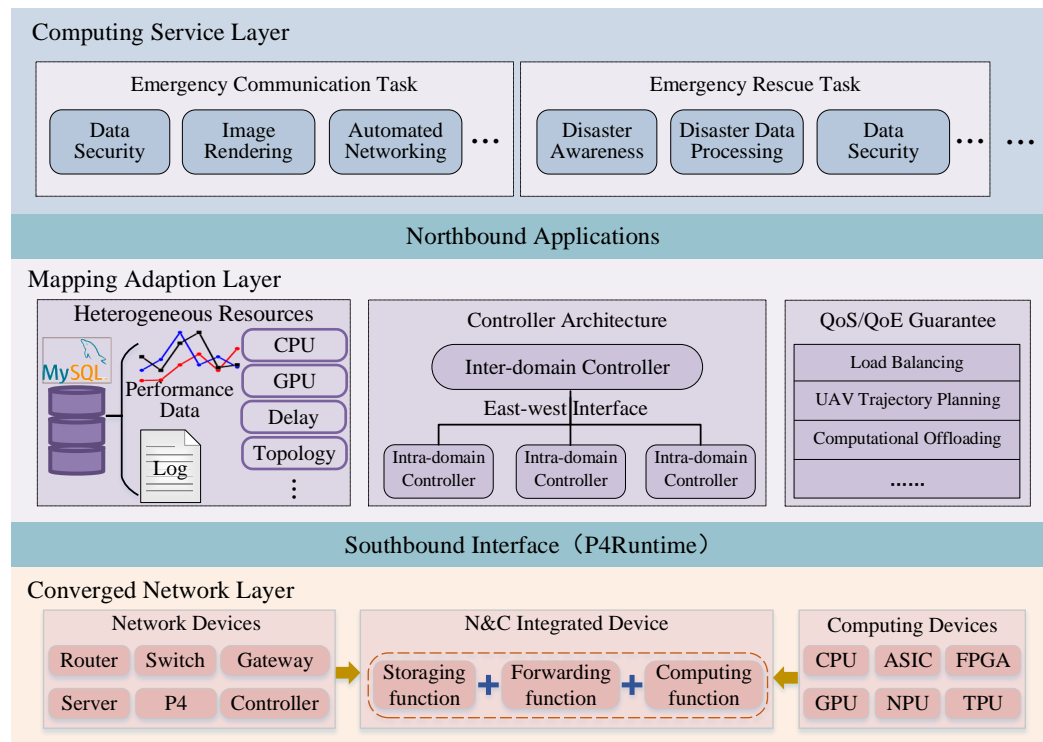 Computing Service Layer
Emergency Communication Task
Data
Security
Image
Rendering
Automated
Networking
...
Emergency Rescue Task
Disaster
Awareness
Disaster Data
Processing
Data
Security
...
...
Northbound Applications
Mapping Adaption Layer
Heterogeneous Resources
MySQL
Performance
Data
Log
CPU
GPU
Delay
Topology
⋮
Controller Architecture
Inter-domain Controller
East-west Interface
Intra-domain
Controller
Intra-domain
Controller
Intra-domain
Controller
QoS/QoE Guarantee
Load Balancing
UAV Trajectory Planning
Computational Offloading
......
Southbound Interface（P4Runtime）
Converged Network Layer
Network Devices
Router
Switch
Gateway
Server
P4
Controller
N&C Integrated Device
Storaging
function
+
Forwarding
function
+
Computing
function
Computing Devices
CPU
ASIC
FPGA
GPU
NPU
TPU